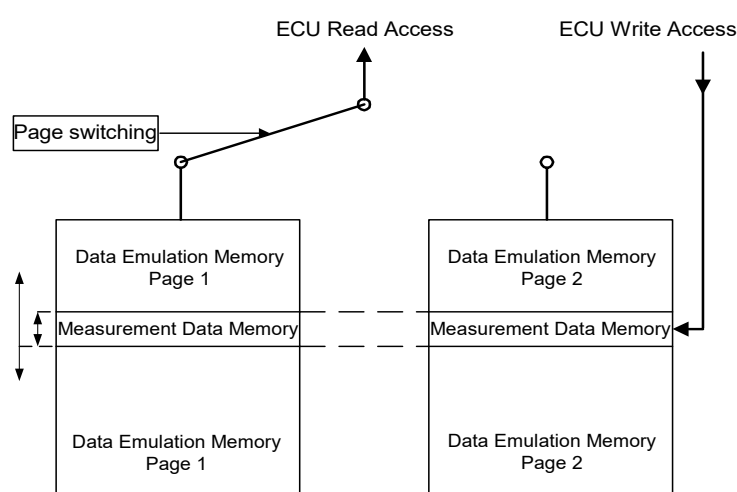 ECU Read Access
ECU Write Access
Page switching
Data Emulation Memory
Page 1
Data Emulation Memory
Page 2
Measurement Data Memory
Measurement Data Memory
Data Emulation Memory
Page 1
Data Emulation Memory
Page 2